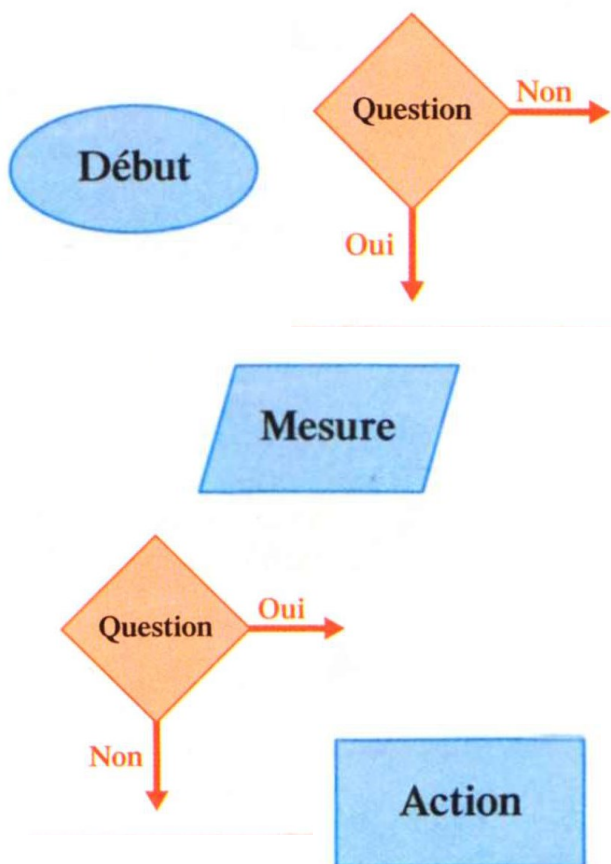 Début
Question
Non
Oui
Mesure
Question
Oui
Non
Action